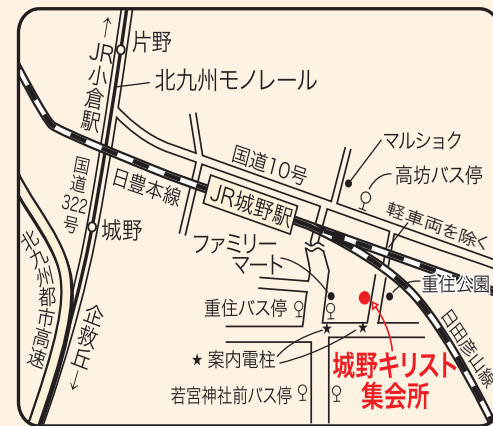 ↑
JR小倉駅
片野
北九州モノレール
国道10号
マルショク
高坊バス停
軽車両を除く
日豊本線
JR城野駅
国道322号
城野
ファミリー
マート
重住公園
北九州都市高速
企救丘
↓
重住バス停
日田彦山線
★案内電柱
城野キリスト
集会所
若宮神社前バス停